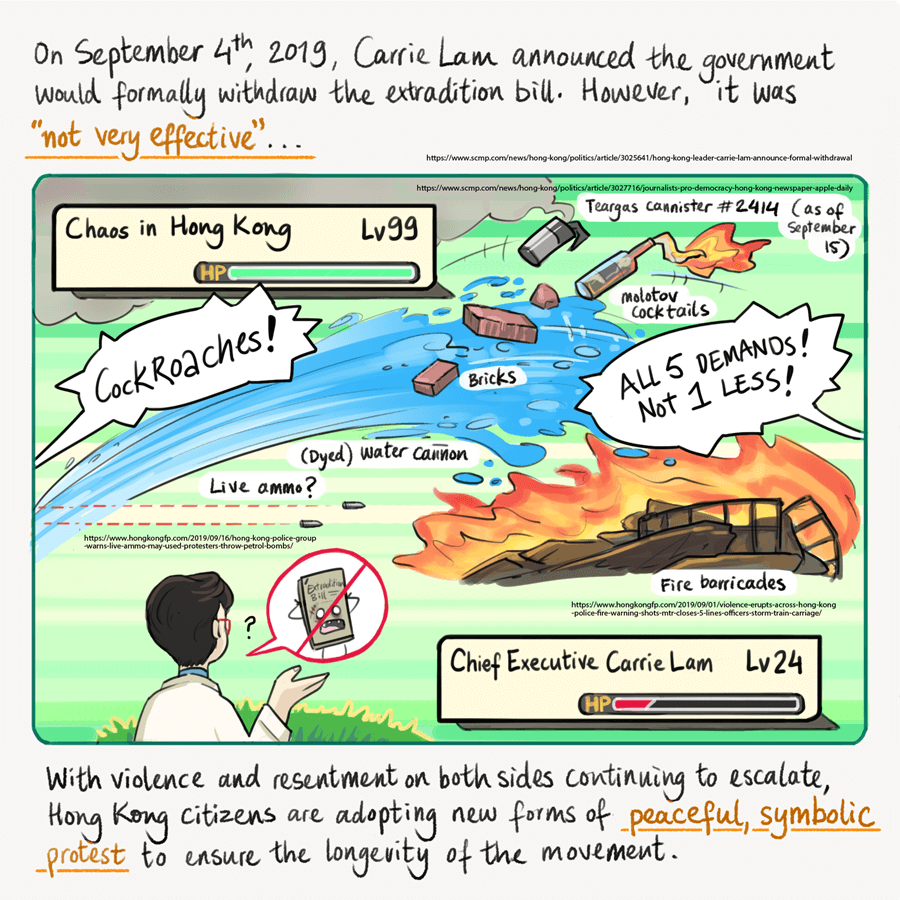 On September 4th, 2019, Carrie Lam announced the government
would formally withdraw the extradition bill. However, it was
"not very effective"...
https://www.scmp.com/news/hong-kong/politics/article/3025641/hong-kong-leader-carrie-lam-announce-formal-withdrawal
https://www.scmp.com/news/hong-kong/politics/article/3027716/journalists-pro-democracy-hong-kong-newspaper-apple-daily
Chaos in Hong Kong Lv99
HP
Teargas cannister #2414 (as of
September
15)
molotov
cocktails
CockRoaches!
Bricks
ALL 5 DEMANDS!
Not 1 LESS!
(Dyed) Water Cannon
Live ammo?
https://www.hongkongfp.com/2019/09/16/hong-kong-police-group
-warns-live-ammo-may-used-protesters-throw-petrol-bombs/
Fire barricades
https://www.hongkongfp.com/2019/09/01/violence-erupts-across-hong-kong
-police-fire-warning-shots-mtr-closes-5-lines-officers-storm-train-carriage/
Extradition
Bill
?
Chief Executive Carrie Lam Lv24
HP
With violence and resentment on both sides continuing to escalate,
Hong Kong citizens are adopting new forms of peaceful, symbolic
protest to ensure the longevity of the movement.